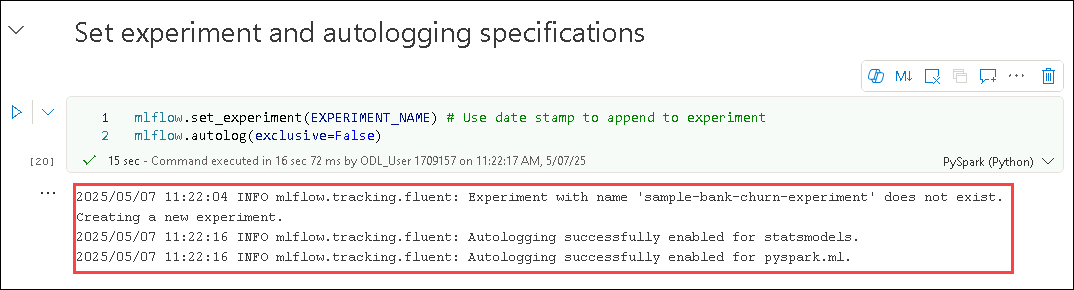 Set experiment and autologging specifications
M↓
1 mlflow.set_experiment(EXPERIMENT_NAME) # Use date stamp to append to experiment
2 mlflow.autolog(exclusive=False)
[20]
15 sec - Command executed in 16 sec 72 ms by ODL_User 1709157 on 11:22:17 AM, 5/07/25
PySpark (Python)
2025/05/07 11:22:04 INFO mlflow.tracking.fluent: Experiment with name 'sample-bank-churn-experiment' does not exist.
Creating a new experiment.
2025/05/07 11:22:16 INFO mlflow.tracking.fluent: Autologging successfully enabled for statsmodels.
2025/05/07 11:22:16 INFO mlflow.tracking.fluent: Autologging successfully enabled for pyspark.ml.